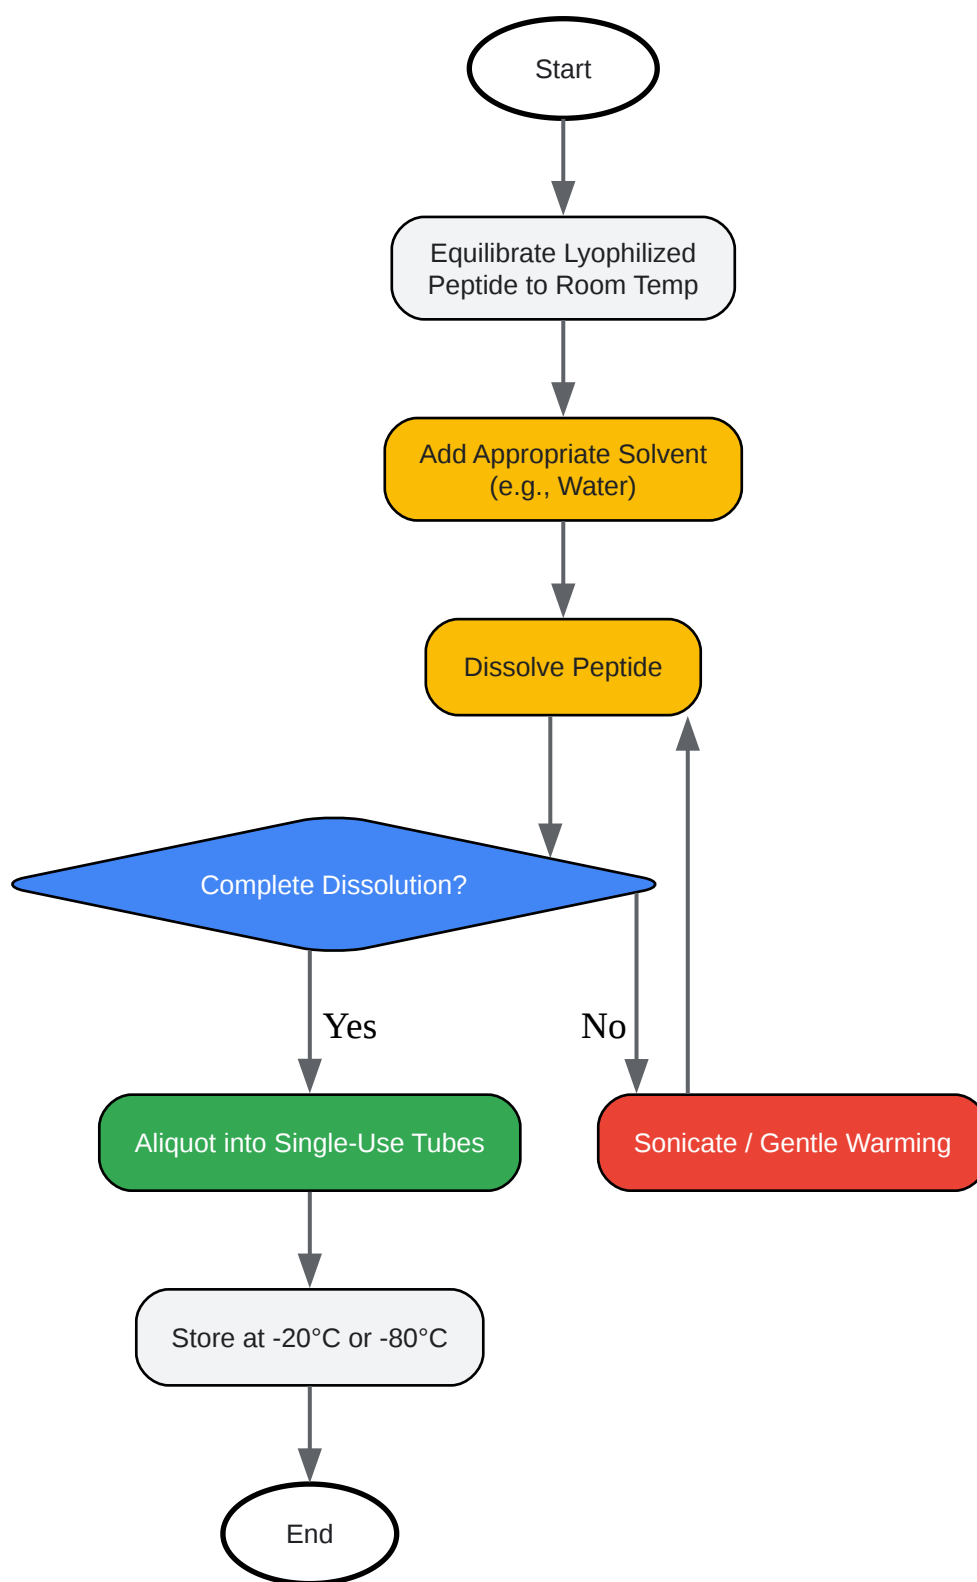 Start
Equilibrate Lyophilized
Peptide to Room Temp
Add Appropriate Solvent
(e.g., Water)
Dissolve Peptide
Complete Dissolution?
Yes
No
Aliquot into Single-Use Tubes
Sonicate / Gentle Warming
Store at -20°C or -80°C
End